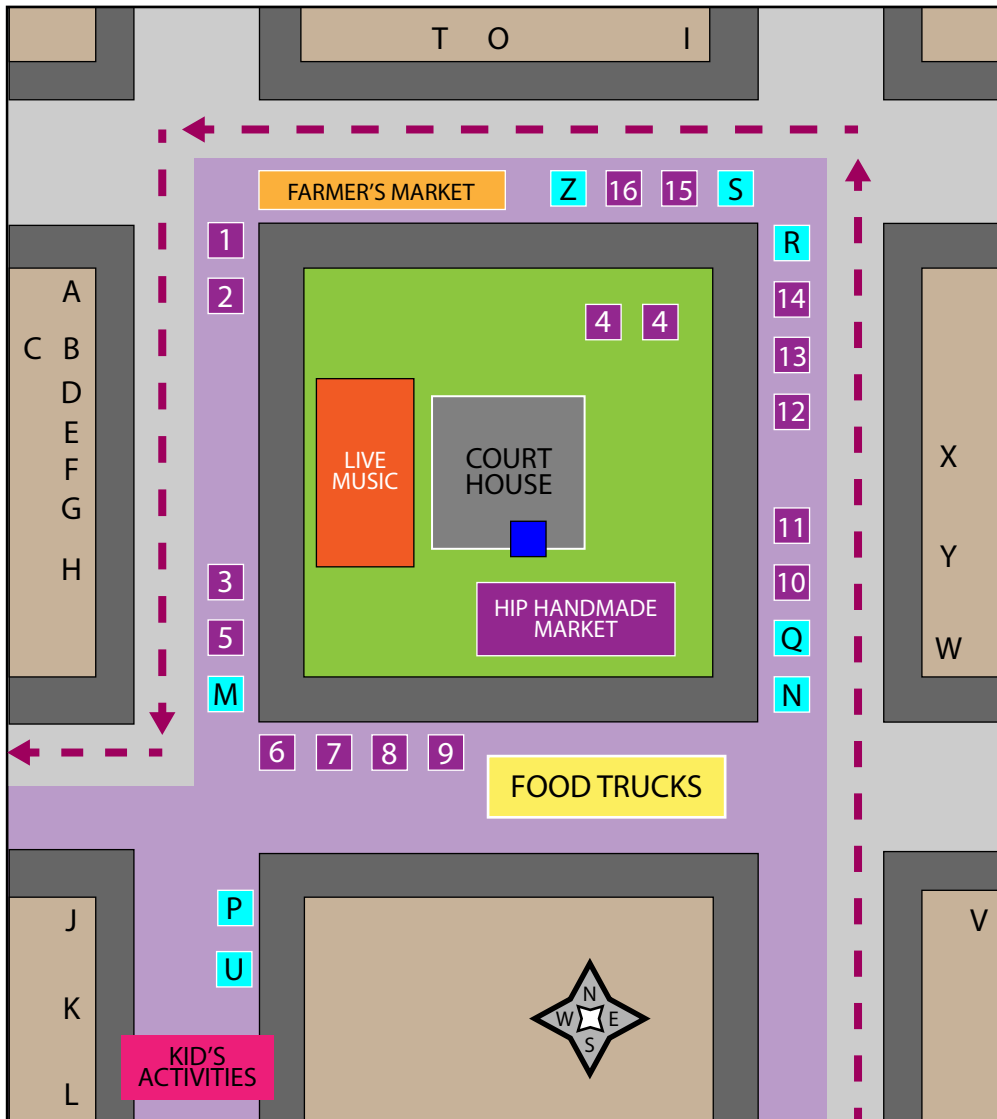 T O I
FARMER'S MARKET
Z 16 15 S
1
R
2
14
A
4 4
C B
13
D
12
E
F
G
H
LIVE
MUSIC
COURT
HOUSE
X
11
Y
3
10
HIP HANDMADE
MARKET
5
Q
W
M
N
6 7 8 9
FOOD TRUCKS
P
J
V
U
K
N
W E
S
KID'S
ACTIVITIES
L